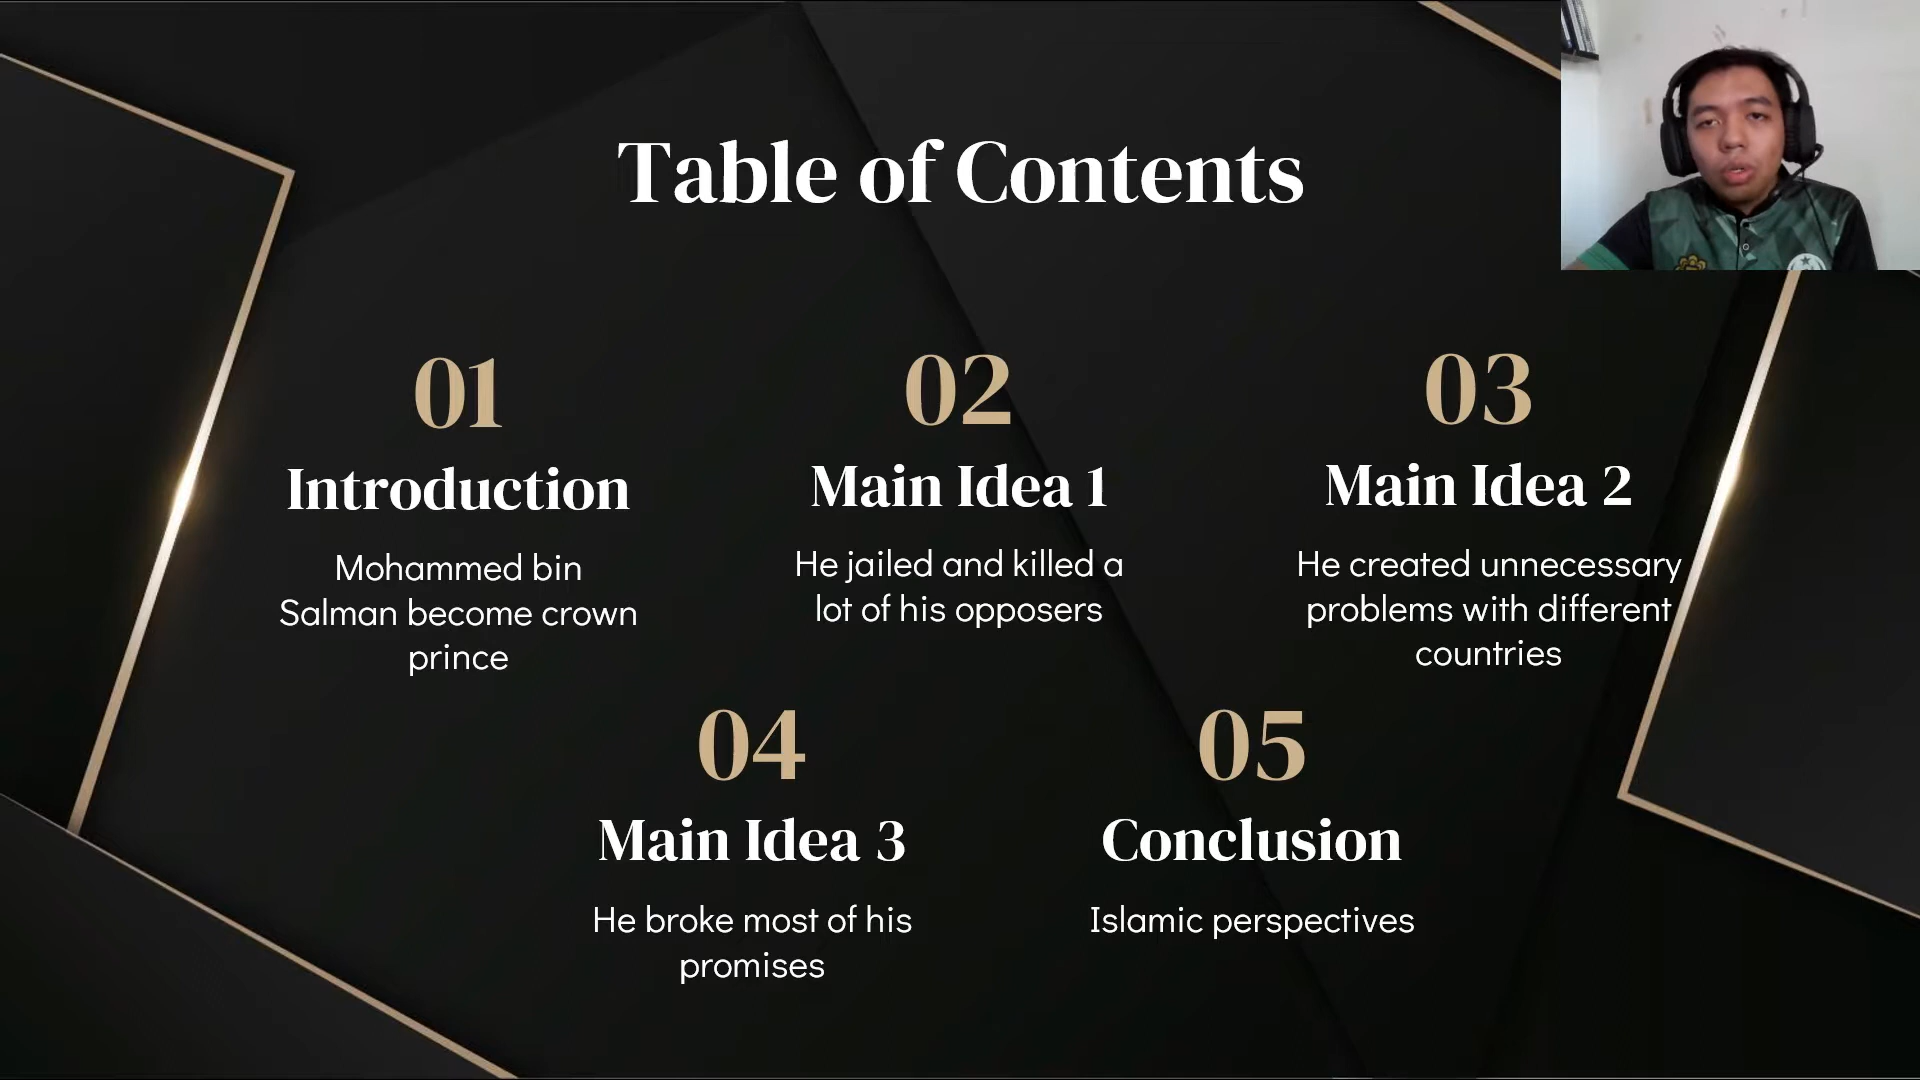 Table of Contents
01
Introduction
Mohammed bin
Salman become crown
prince
02
Main Idea 1
He jailed and killed a
lot of his opposers
03
Main Idea 2
He created unnecessary
problems with different
countries
04
Main Idea 3
He broke most of his
promises
05
Conclusion
Islamic perspectives